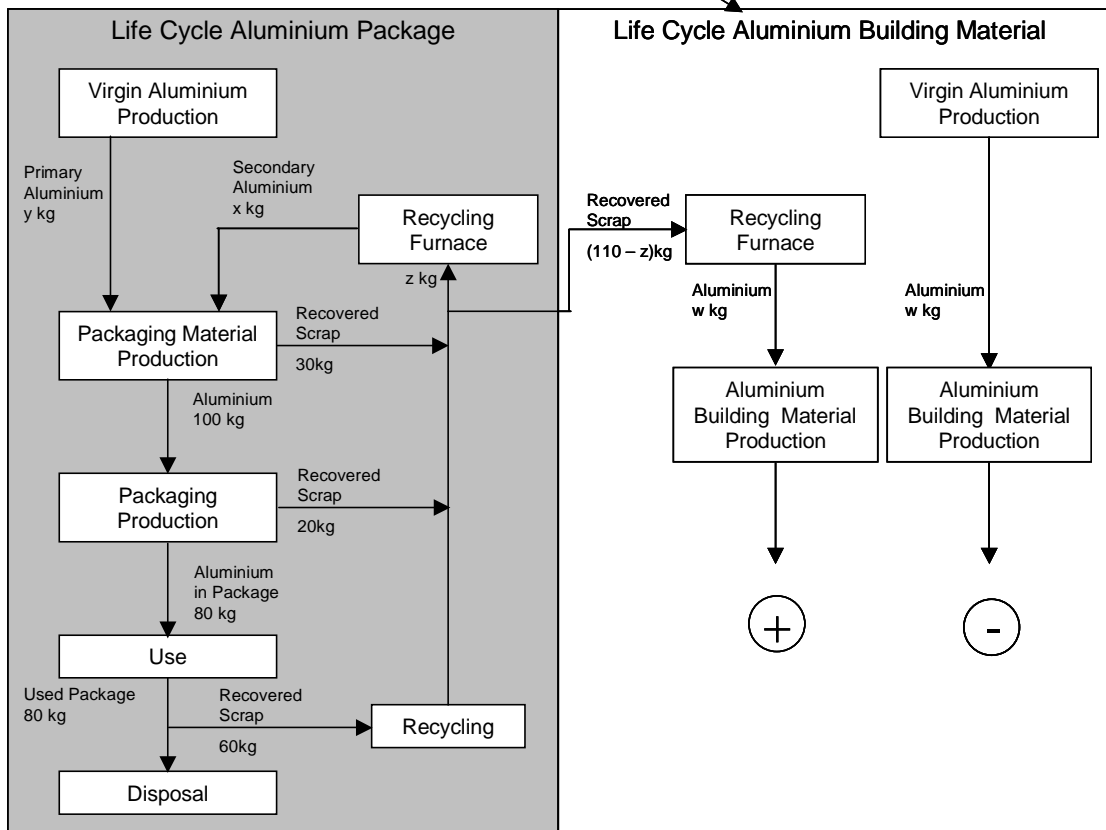 Life Cycle Aluminium Package
Virgin Aluminium
Production
Primary
Aluminium
y kg
Secondary
Aluminium
x kg
Recycling
Furnace
z kg
Packaging Material
Production
Recovered
Scrap
30kg
Aluminium
100 kg
Packaging
Production
Recovered
Scrap
20kg
Aluminium
in Package
80 kg
Use
Used Package
80 kg
Recovered
Scrap
60kg
Recycling
Disposal
Life Cycle Aluminium Building Material
Recovered
Scrap
(110 – z)kg
Recycling
Furnace
Aluminium
w kg
Aluminium
Building Material
Production
+
Virgin Aluminium
Production
Aluminium
w kg
Aluminium
Building Material
Production
-